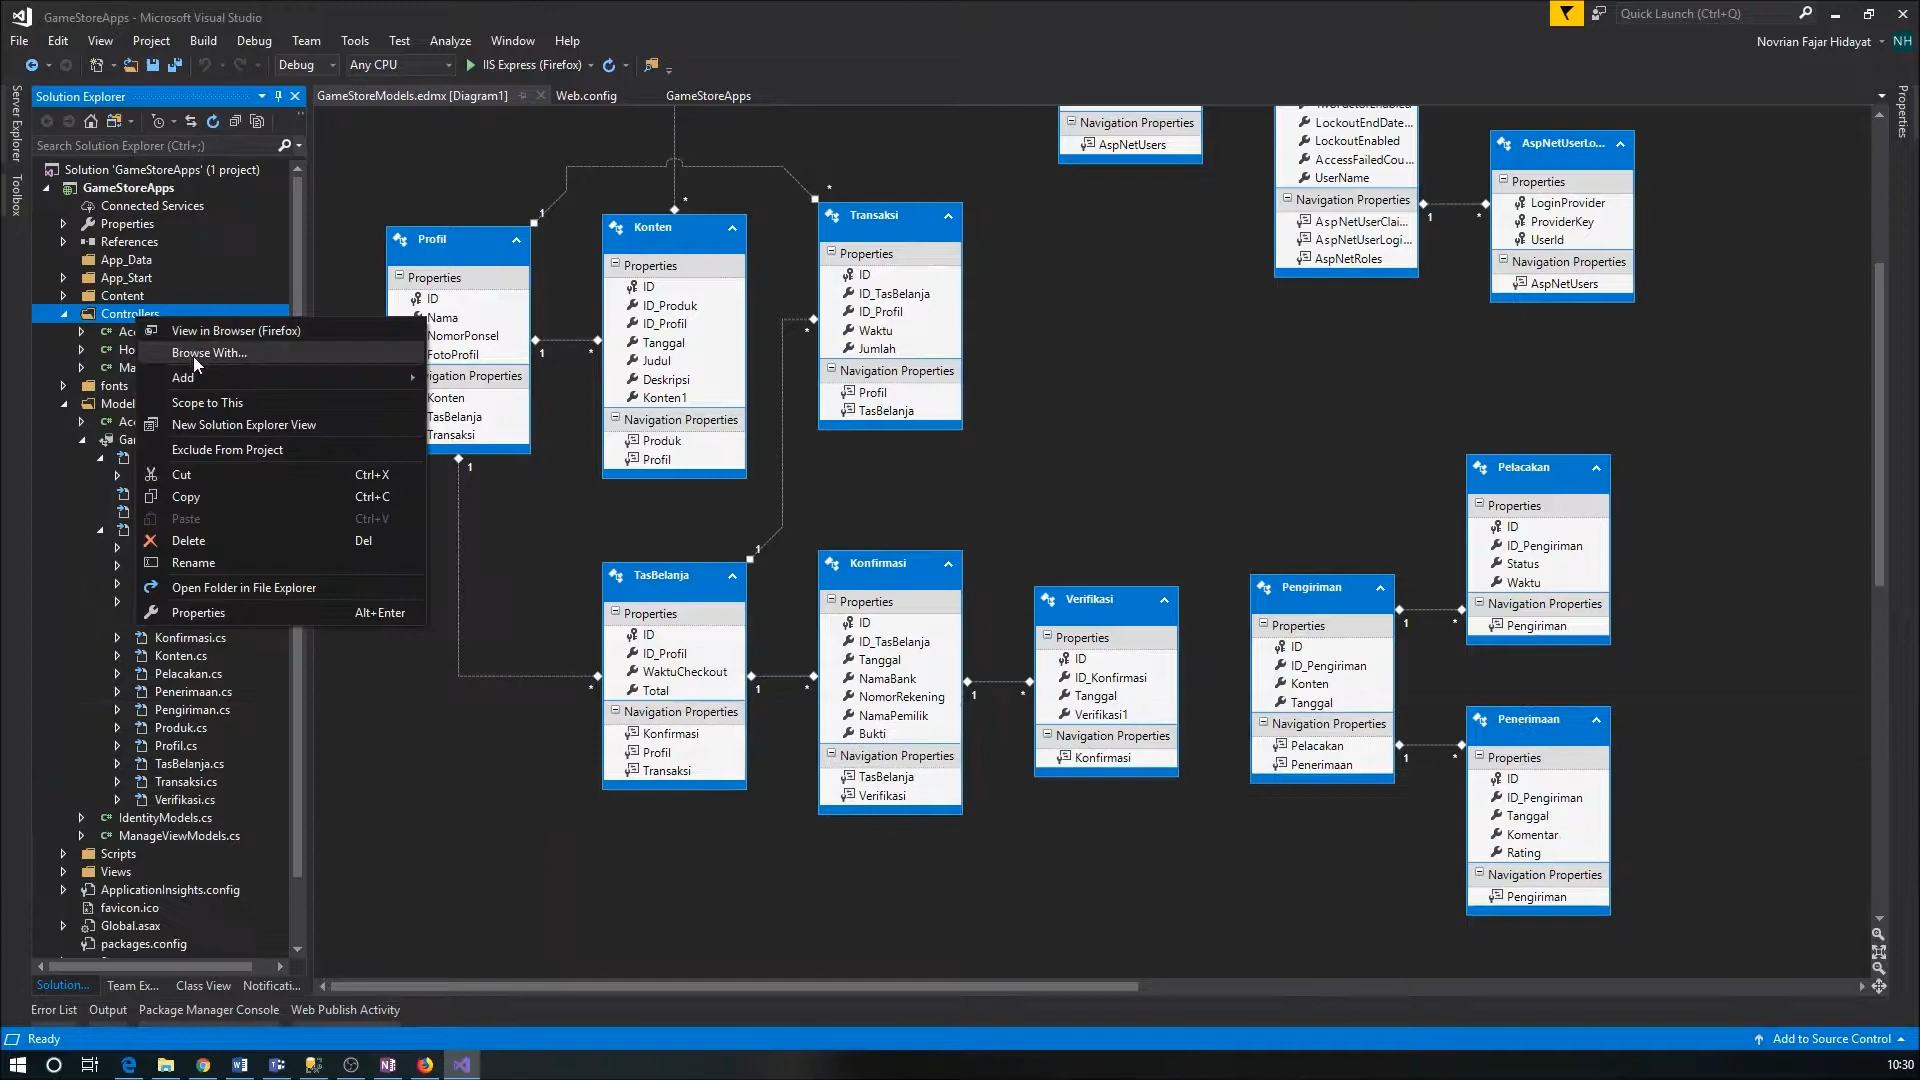 GameStoreApps - Microsoft Visual Studio
Quick Launch (Ctrl+Q)
File Edit View Project Build Debug Team Tools Test Analyze Window Help
Novrian Fajar Hidayat NH
Debug Any CPU IIS Express (Firefox)
Server Explorer
Toolbox
Solution Explorer
Search Solution Explorer (Ctrl+;)
Solution 'GameStoreApps' (1 project)
GameStoreApps
Connected Services
Properties
References
App_Data
App_Start
Content
Controllers
fonts
Konfirmasi.cs
Konten.cs
Pelacakan.cs
Penerimaan.cs
Pengiriman.cs
Produk.cs
Profil.cs
TasBelanja.cs
Transaksi.cs
Verifikasi.cs
IdentityModels.cs
ManageViewModels.cs
Scripts
Views
ApplicationInsights.config
favicon.ico
Global.asax
packages.config
Solution... Team Ex... Class View Notificati...
View in Browser (Firefox)
Browse With...
Add
Scope to This
New Solution Explorer View
Exclude From Project
Cut Ctrl+X
Copy Ctrl+C
Paste Ctrl+V
Delete Del
Rename
Open Folder in File Explorer
Properties Alt+Enter
GameStoreModels.edmx [Diagram1] Web.config GameStoreApps
Properties
Profil
Properties
ID
Nama
NomorPonsel
FotoProfil
Konten
TasBelanja
Transaksi
1
1
1
Konten
Properties
ID
ID_Produk
ID_Profil
Tanggal
Judul
Deskripsi
Konten1
Navigation Properties
Produk
Profil
*
*
Transaksi
Properties
ID
ID_TasBelanja
ID_Profil
Waktu
Jumlah
Navigation Properties
Profil
TasBelanja
*
*
Navigation Properties
AspNetUsers
LockoutEndDate...
LockoutEnabled
AccessFailedCou...
UserName
Navigation Properties
AspNetUserClai...
AspNetUserLogi...
AspNetRoles
1 *
AspNetUserLo...
Properties
LoginProvider
ProviderKey
UserId
Navigation Properties
AspNetUsers
TasBelanja
Properties
ID
ID_Profil
WaktuCheckout
Total
Navigation Properties
Konfirmasi
Profil
Transaksi
1
*
1 *
Konfirmasi
Properties
ID
ID_TasBelanja
Tanggal
NamaBank
NomorRekening
NamaPemilik
Bukti
Navigation Properties
TasBelanja
Verifikasi
1 *
Verifikasi
Properties
ID
ID_Konfirmasi
Tanggal
Verifikasi1
Navigation Properties
Konfirmasi
Pengiriman
Properties
ID
ID_Pengiriman
Konten
Tanggal
Navigation Properties
Pelacakan
Penerimaan
1 *
1 *
Pelacakan
Properties
ID
ID_Pengiriman
Status
Waktu
Navigation Properties
Pengiriman
Penerimaan
Properties
ID
ID_Pengiriman
Tanggal
Komentar
Rating
Navigation Properties
Pengiriman
Error List Output Package Manager Console Web Publish Activity
Ready
Add to Source Control
10:30